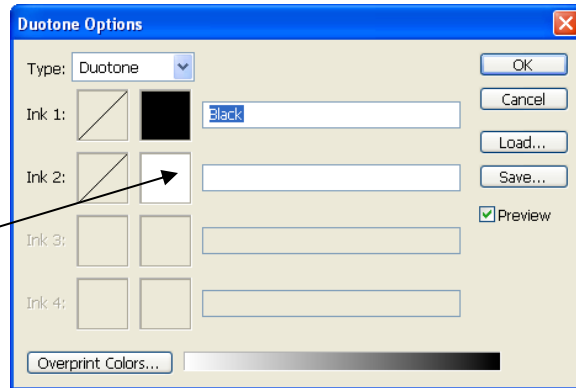 Duotone Options
Type: Duotone
OK
Ink 1: Black
Cancel
Load...
Ink 2:
Save...
Preview
Ink 3:
Ink 4:
Overprint Colors...